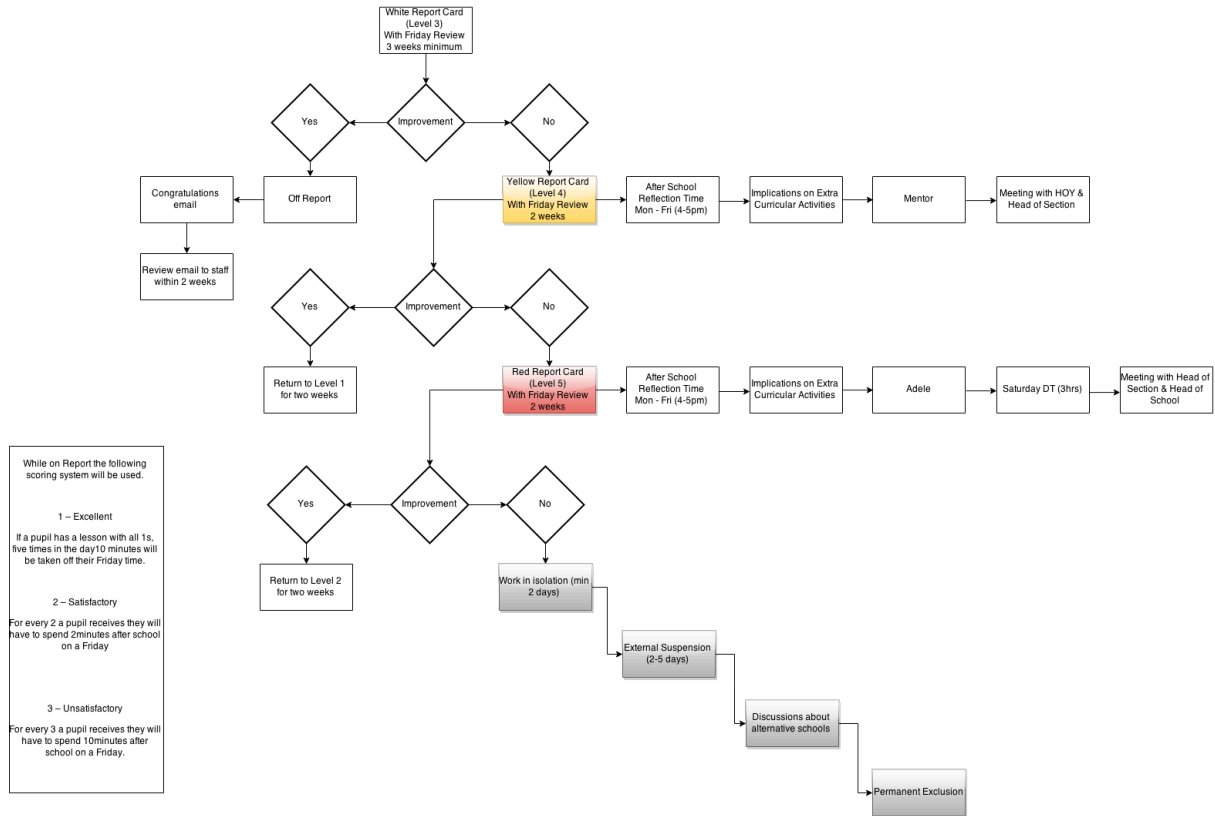 White Report Card
(Level 3)
With Friday Review
3 weeks minimum
Yes
Improvement
No
Congratulations
email
Off Report
Yellow Report Card
(Level 4)
With Friday Review
2 weeks
After School
Reflection Time
Mon - Fri (4-5pm)
Implications on Extra
Curricular Activities
Mentor
Meeting with HOY &
Head of Section
Review email to staff
within 2 weeks
Yes
Improvement
No
Return to Level 1
for two weeks
Red Report Card
(Level 5)
With Friday Review
2 weeks
After School
Reflection Time
Mon - Fri (4-5pm)
Implications on Extra
Curricular Activities
Adele
Saturday DT (3hrs)
Meeting with Head of
Section & Head of
School
While on Report the following
scoring system will be used.
1 – Excellent
If a pupil has a lesson with all 1s,
five times in the day10 minutes will
be taken off their Friday time.
2 – Satisfactory
For every 2 a pupil receives they will
have to spend 2minutes after school
on a Friday
3 – Unsatisfactory
For every 3 a pupil receives they will
have to spend 10minutes after
school on a Friday.
Yes
Improvement
No
Return to Level 2
for two weeks
Work in isolation (min
2 days)
External Suspension
(2-5 days)
Discussions about
alternative schools
Permanent Exclusion